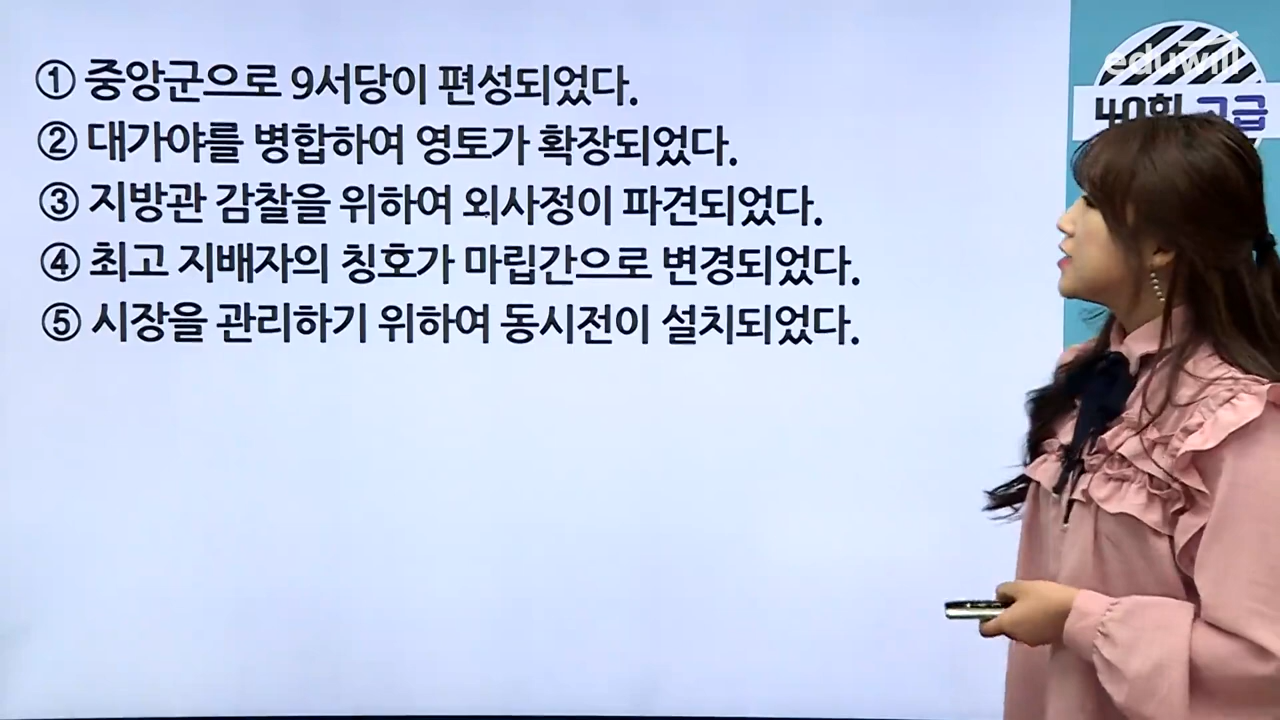 ① 중앙군으로 9서당이 편성되었다.
② 대가야를 병합하여 영토가 확장되었다.
③ 지방관 감찰을 위하여 외사정이 파견되었다.
④ 최고 지배자의 칭호가 마립간으로 변경되었다.
⑤ 시장을 관리하기 위하여 동시전이 설치되었다.
eduwill
40회 고급